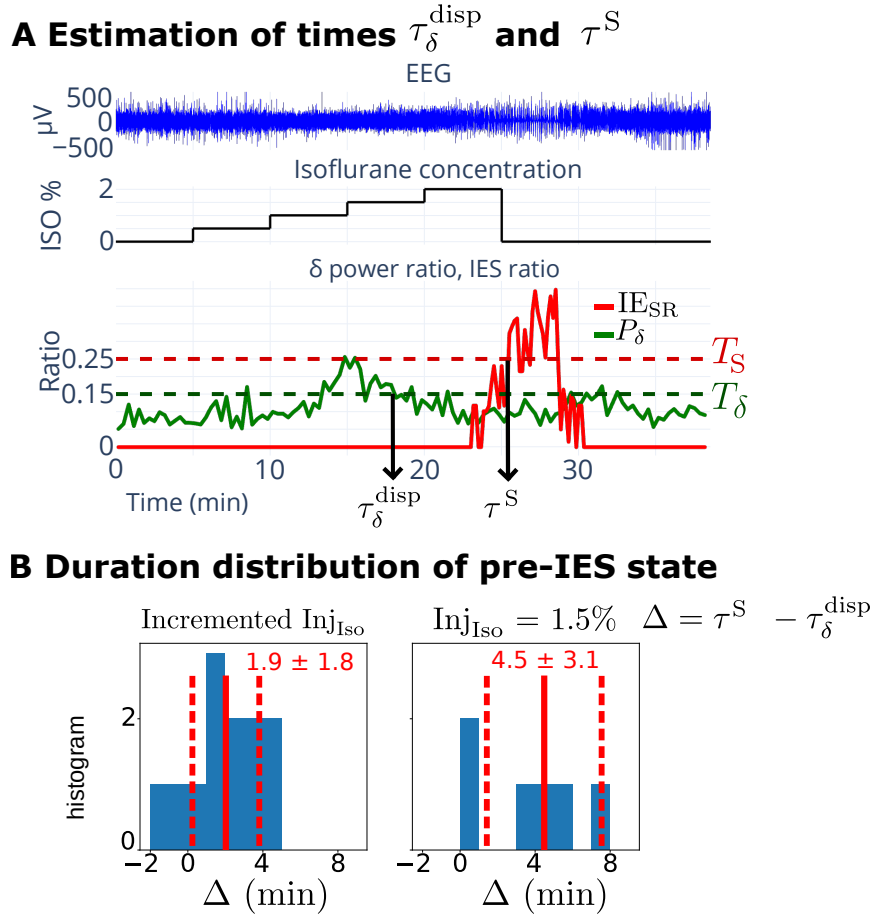 A Estimation of times τ_δ^disp and τ^S
EEG
μV
500
0
−500
Isoflurane concentration
ISO %
2
0
δ power ratio, IES ratio
Ratio
IE_SR
P_δ
0.25
T_S
0.15
T_δ
0
0 10 20 30
Time (min)
τ_δ^disp
τ^S
B Duration distribution of pre-IES state
Incremented Inj_Iso
Inj_Iso = 1.5% Δ = τ^S − τ_δ^disp
1.9 ± 1.8
4.5 ± 3.1
histogram
2
0
−2 0 4 8
−2 0 4 8
Δ (min)
Δ (min)